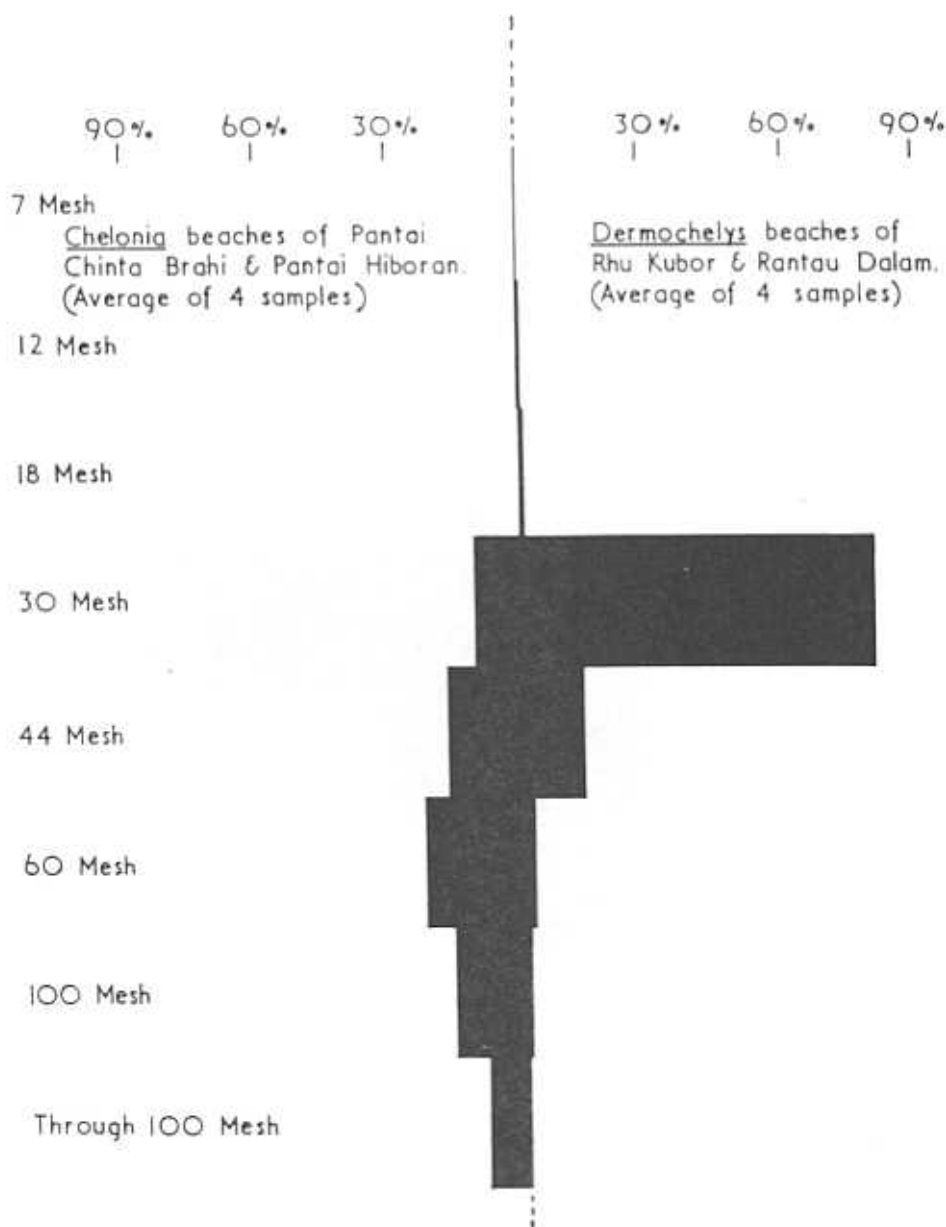 90% 60% 30% 30% 60% 90%
7 Mesh
Chelonia beaches of Pantai
Chinta Brahi & Pantai Hiboran.
(Average of 4 samples)
Dermochelys beaches of
Rhu Kubor & Rantau Dalam.
(Average of 4 samples)
12 Mesh
18 Mesh
30 Mesh
44 Mesh
60 Mesh
100 Mesh
Through 100 Mesh